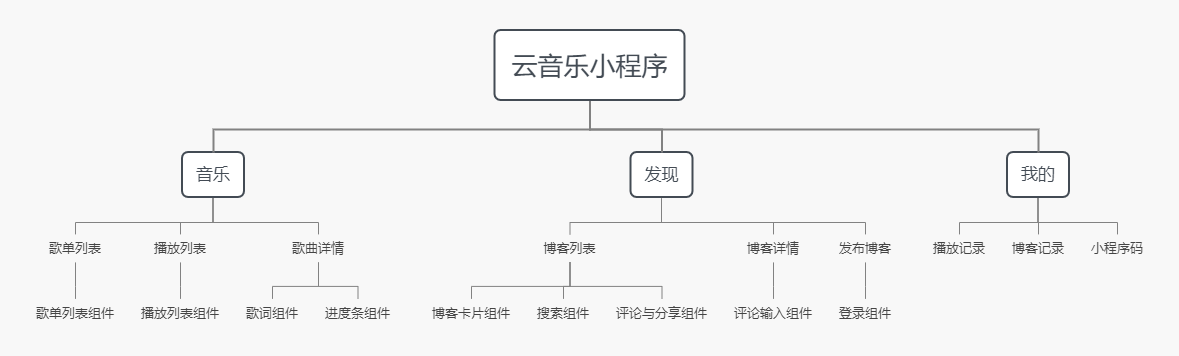 云音乐小程序
音乐
发现
我的
歌单列表
播放列表
歌曲详情
博客列表
博客详情
发布博客
播放记录
博客记录
小程序码
歌单列表组件
播放列表组件
歌词组件
进度条组件
博客卡片组件
搜索组件
评论与分享组件
评论输入组件
登录组件